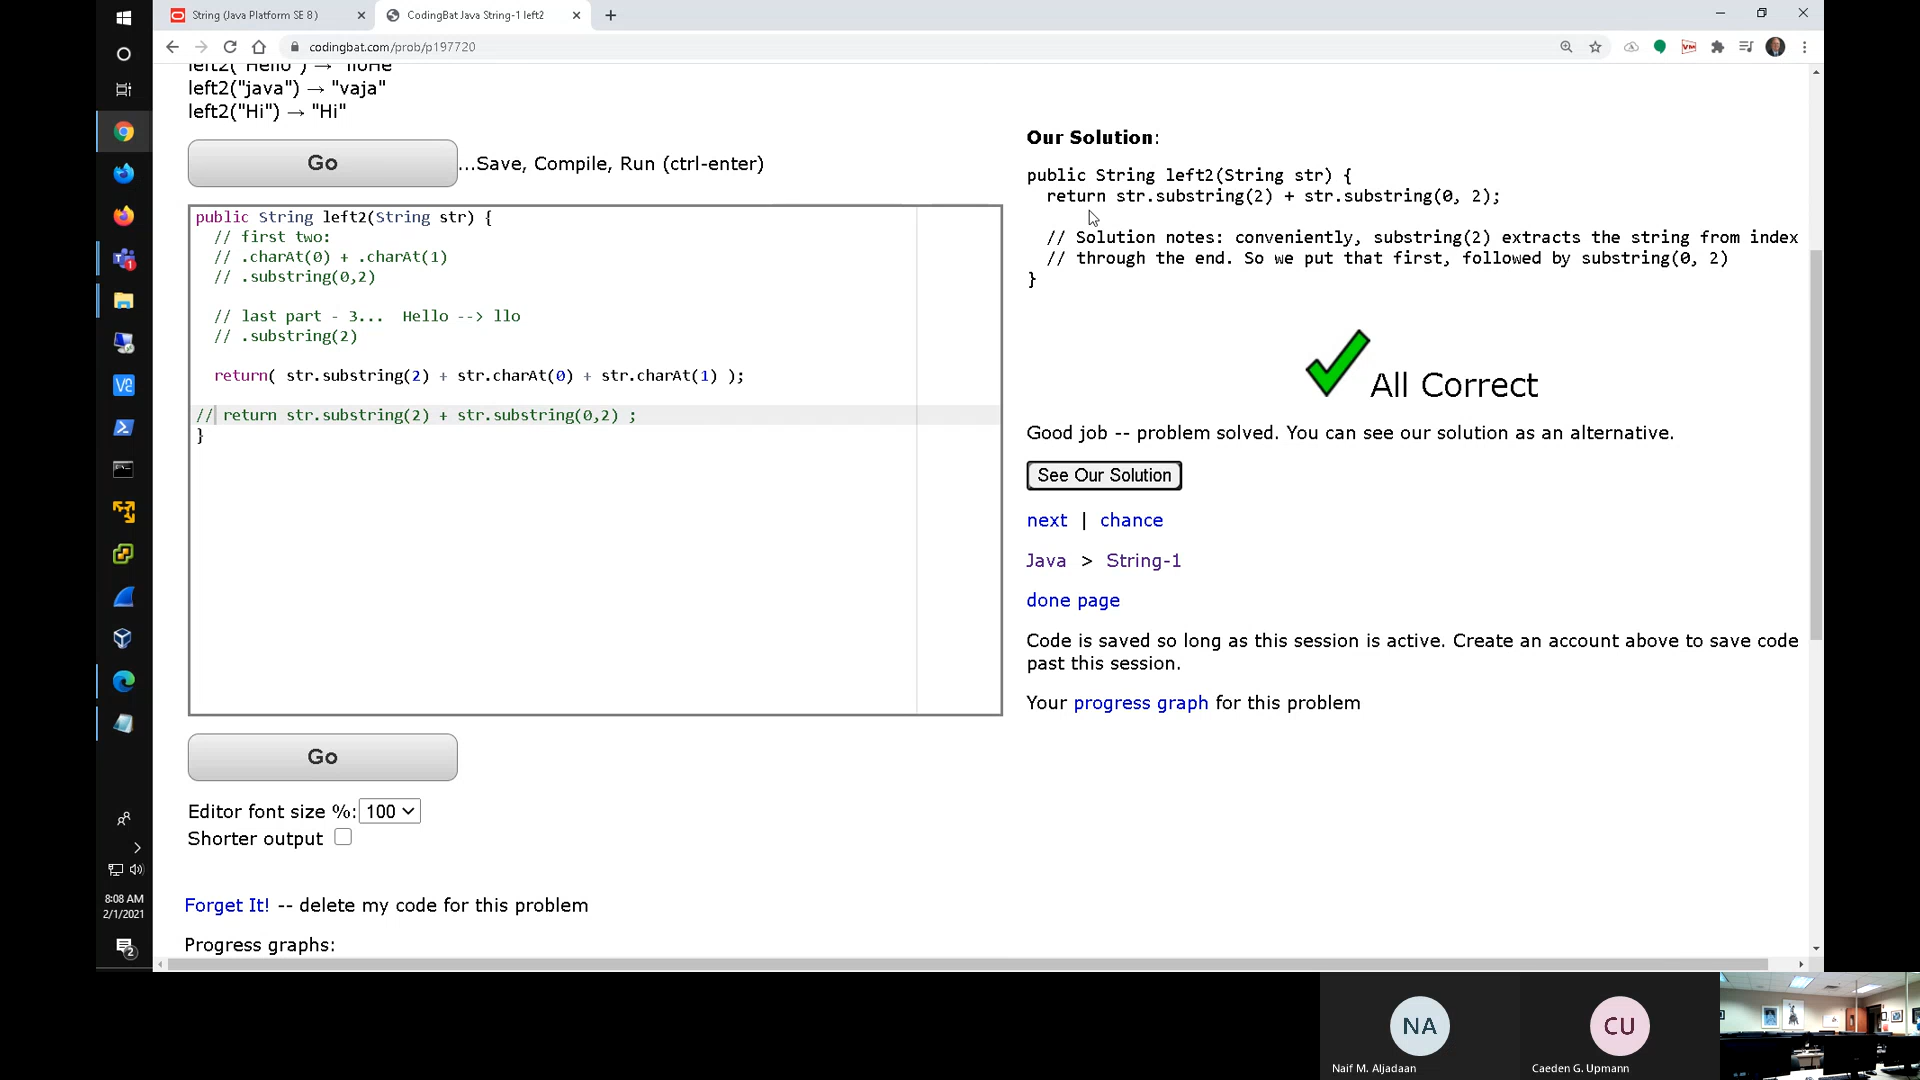 String (Java Platform SE 8 )
CodingBat Java String-1 left2
codingbat.com/prob/p197720
left2("Hello") → "lloHe"
left2("java") → "vaja"
left2("Hi") → "Hi"
Go
...Save, Compile, Run (ctrl-enter)
public String left2(String str) {
// first two:
// .charAt(0) + .charAt(1)
// .substring(0,2)
// last part - 3...  Hello --> llo
// .substring(2)
return( str.substring(2) + str.charAt(0) + str.charAt(1) );
// return str.substring(2) + str.substring(0,2) ;
}
Go
Editor font size %: 100
Shorter output
Forget It! -- delete my code for this problem
Progress graphs:
Our Solution:
public String left2(String str) {
return str.substring(2) + str.substring(0, 2);
// Solution notes: conveniently, substring(2) extracts the string from index
// through the end. So we put that first, followed by substring(0, 2)
}
All Correct
Good job -- problem solved. You can see our solution as an alternative.
See Our Solution
next | chance
Java > String-1
done page
Code is saved so long as this session is active. Create an account above to save code
past this session.
Your progress graph for this problem
8:08 AM
2/1/2021
2
NA
Naif M. Aljadaan
CU
Caeden G. Upmann